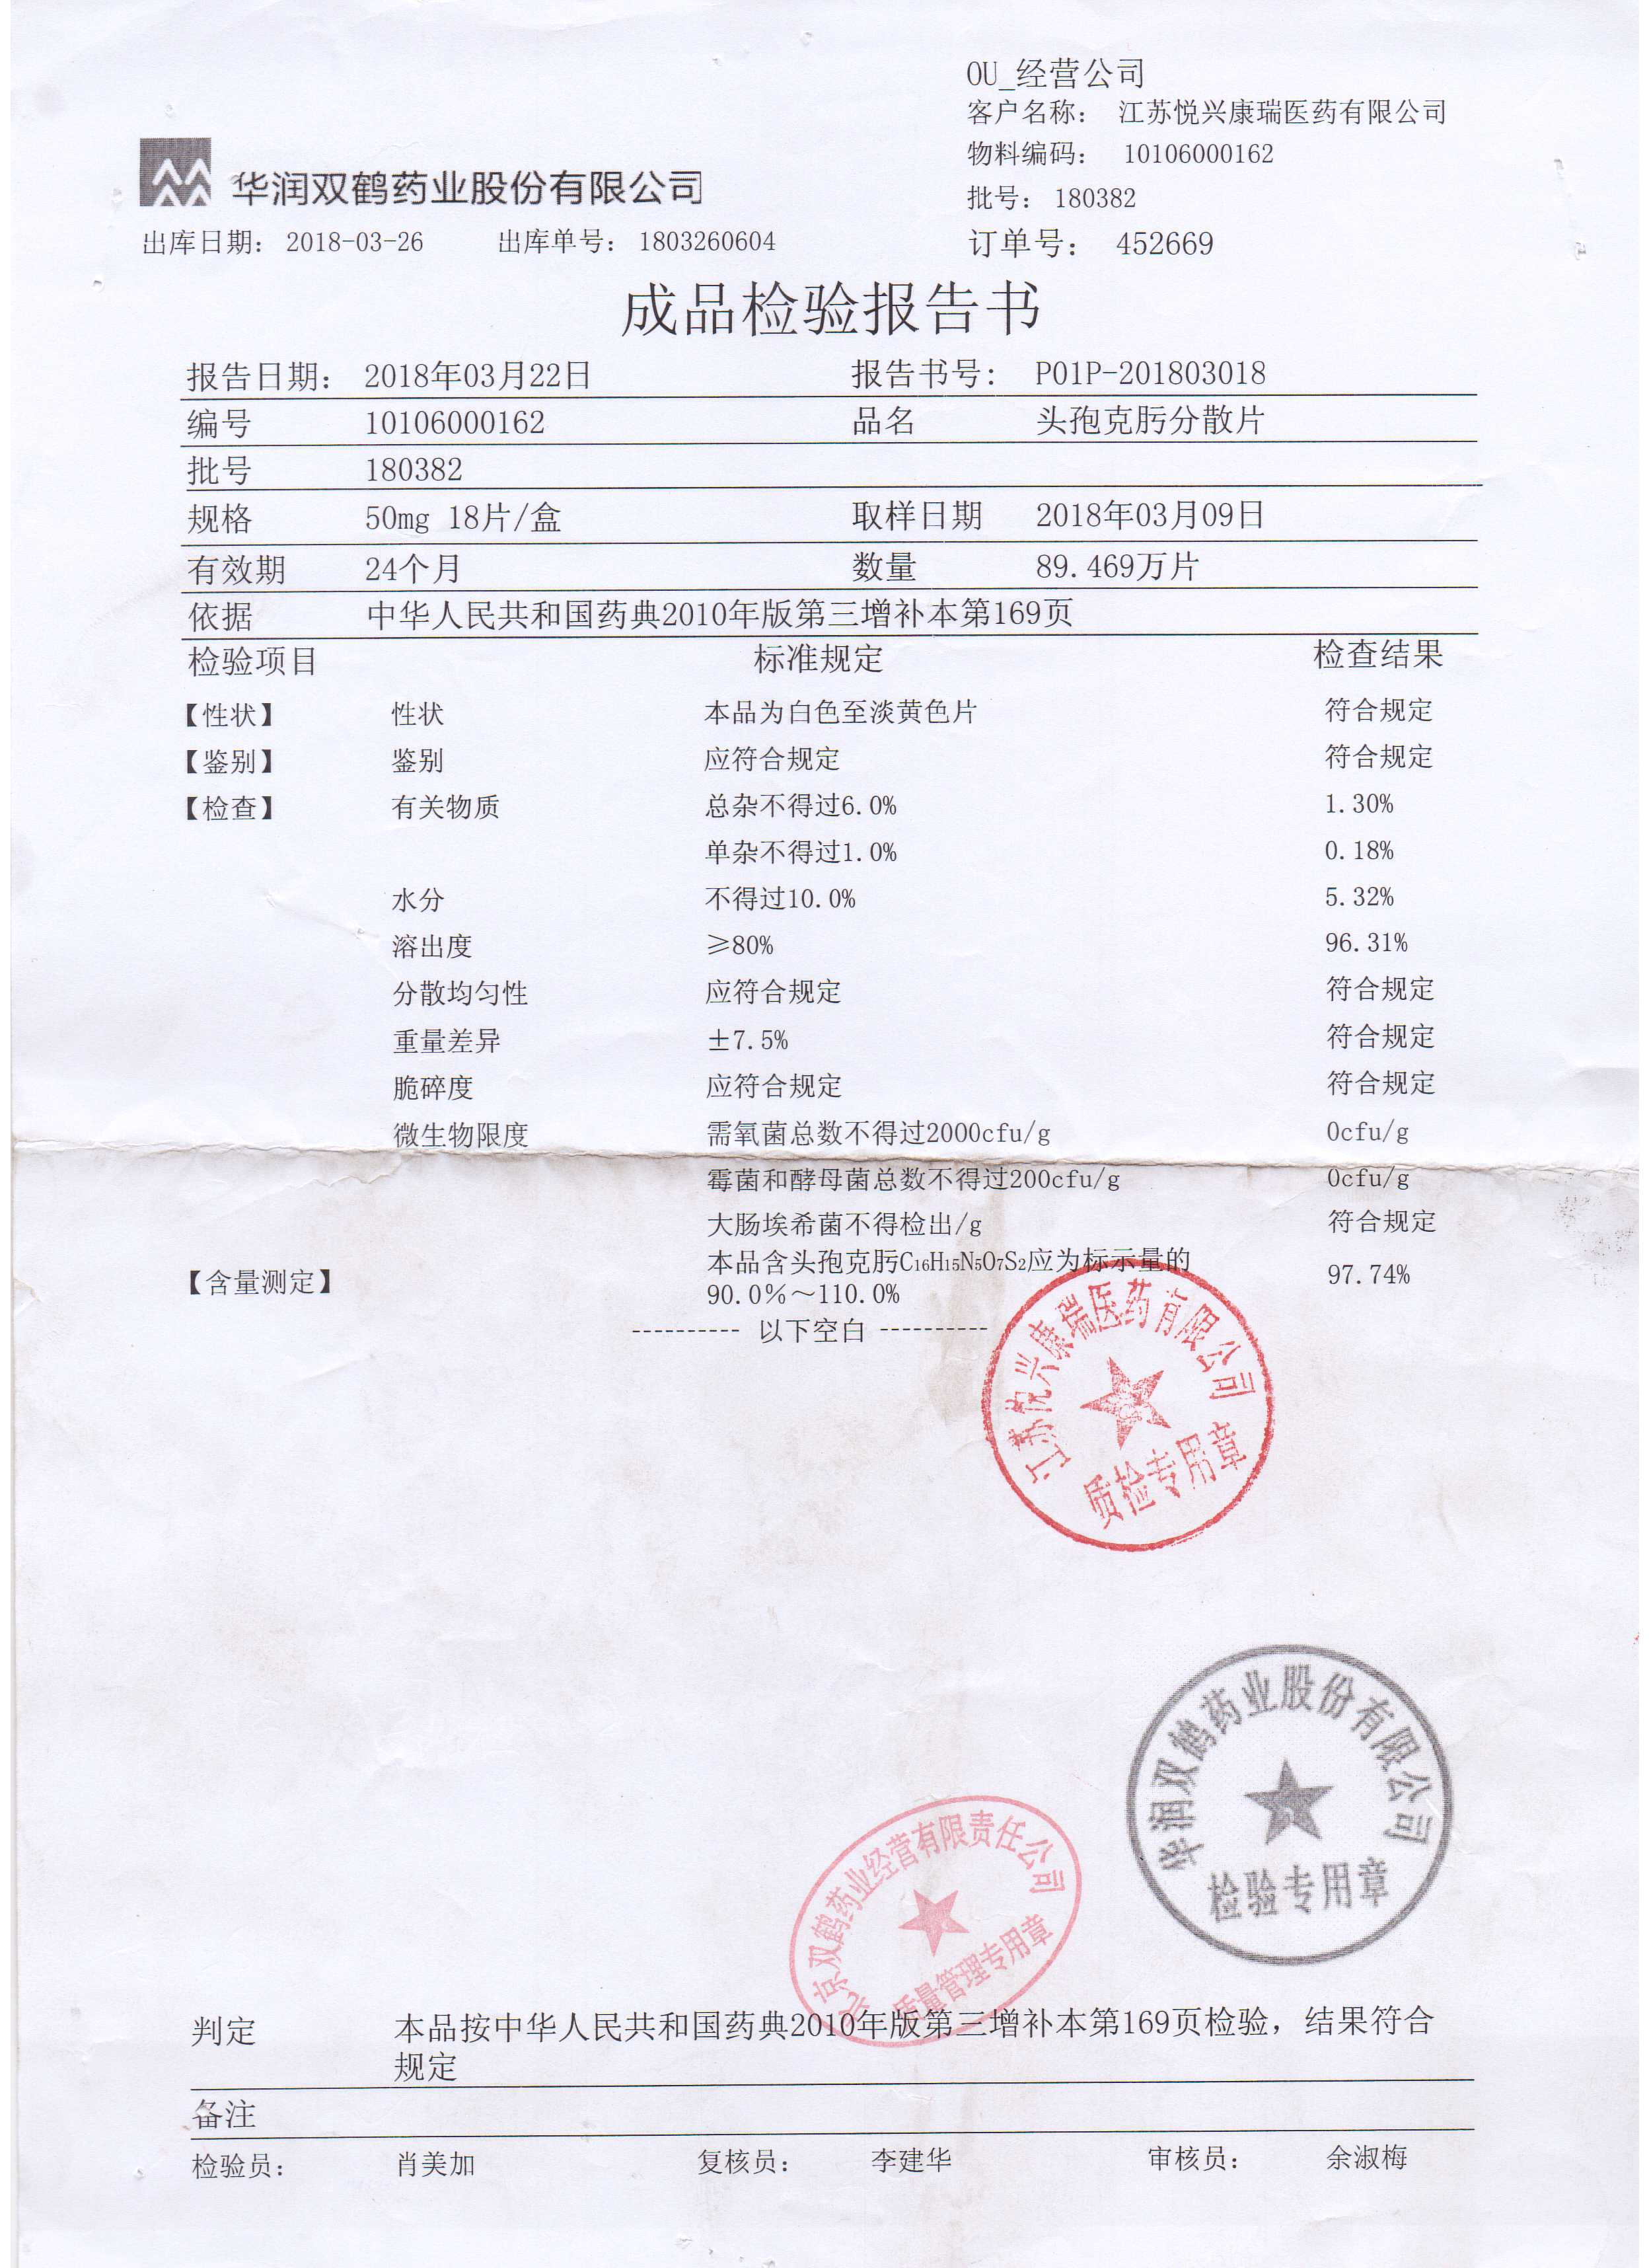 OU_经营公司
客户名称： 江苏悦兴康瑞医药有限公司
物料编码： 10106000162
批号：180382
订单号： 452669
华润双鹤药业股份有限公司
出库日期： 2018-03-26 出库单号： 1803260604
成品检验报告书
报告日期： 2018年03月22日 报告书号： P01P-201803018
编号 10106000162 品名 头孢克肟分散片
批号 180382
规格 50mg 18片/盒 取样日期 2018年03月09日
有效期 24个月 数量 89.469万片
依据 中华人民共和国药典2010年版第三增补本第169页
检验项目 标准规定 检查结果
【性状】 性状 本品为白色至淡黄色片 符合规定
【鉴别】 鉴别 应符合规定 符合规定
【检查】 有关物质 总杂不得过6.0% 1.30%
单杂不得过1.0% 0.18%
水分 不得过10.0% 5.32%
溶出度 ≥80% 96.31%
分散均匀性 应符合规定 符合规定
重量差异 ±7.5% 符合规定
脆碎度 应符合规定 符合规定
微生物限度 需氧菌总数不得过2000cfu/g 0cfu/g
霉菌和酵母菌总数不得过200cfu/g 0cfu/g
大肠埃希菌不得检出/g 符合规定
【含量测定】 本品含头孢克肟C16H15N5O7S2应为标示量的 97.74%
90.0%～110.0%
---------- 以下空白 ----------
江苏悦兴康瑞医药有限公司
质检专用章
华润双鹤药业股份有限公司
检验专用章
北京双鹤药业经营有限责任公司
质量管理专用章
判定 本品按中华人民共和国药典2010年版第三增补本第169页检验，结果符合
规定
备注
检验员： 肖美加 复核员： 李建华 审核员： 余淑梅